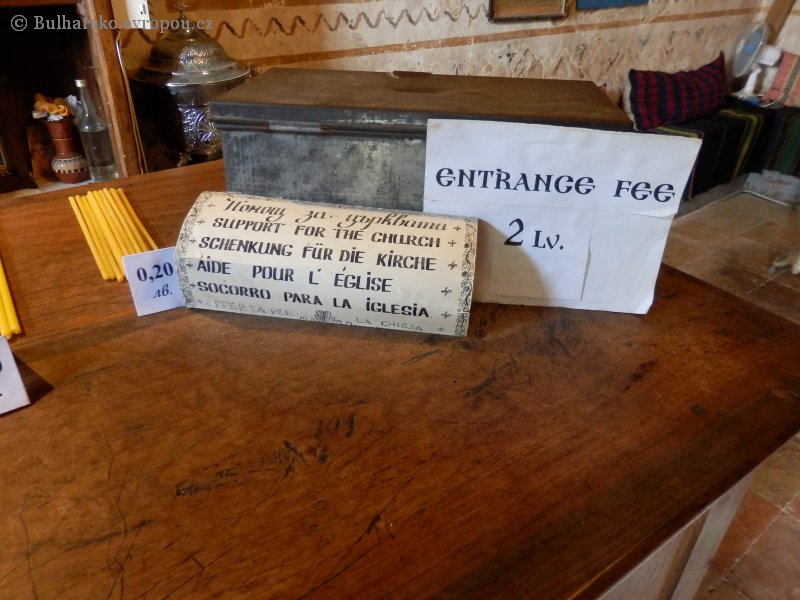 © Bulharsko.evropou.cz
ENTRANCE FEE
2 Lv.
Помощ за църквата
SUPPORT FOR THE CHURCH
SCHENKUNG FÜR DIE KIRCHE
AIDE POUR L' ÉGLISE
SOCORRO PARA LA IGLESIA
LA CHIESA
0,20
лв.